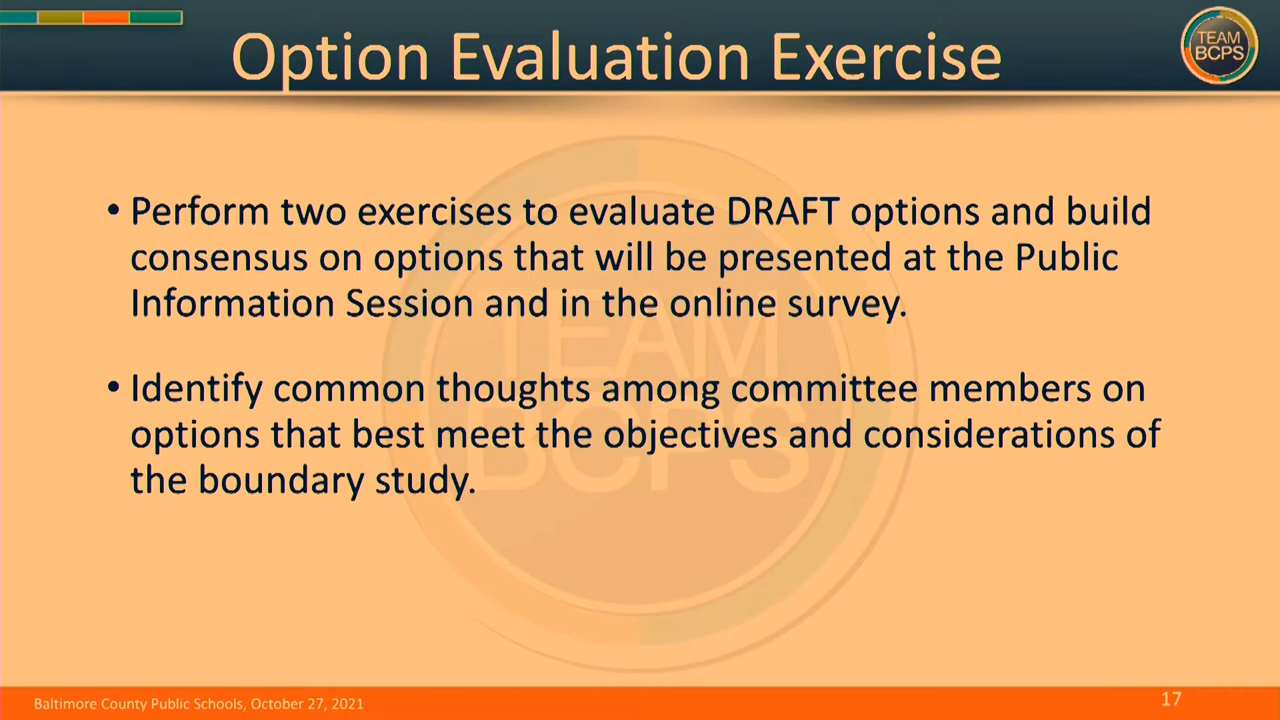 Option Evaluation Exercise
TEAM
BCPS
• Perform two exercises to evaluate DRAFT options and build
consensus on options that will be presented at the Public
Information Session and in the online survey.
• Identify common thoughts among committee members on
options that best meet the objectives and considerations of
the boundary study.
TEAM
BCPS
Baltimore County Public Schools, October 27, 2021
17